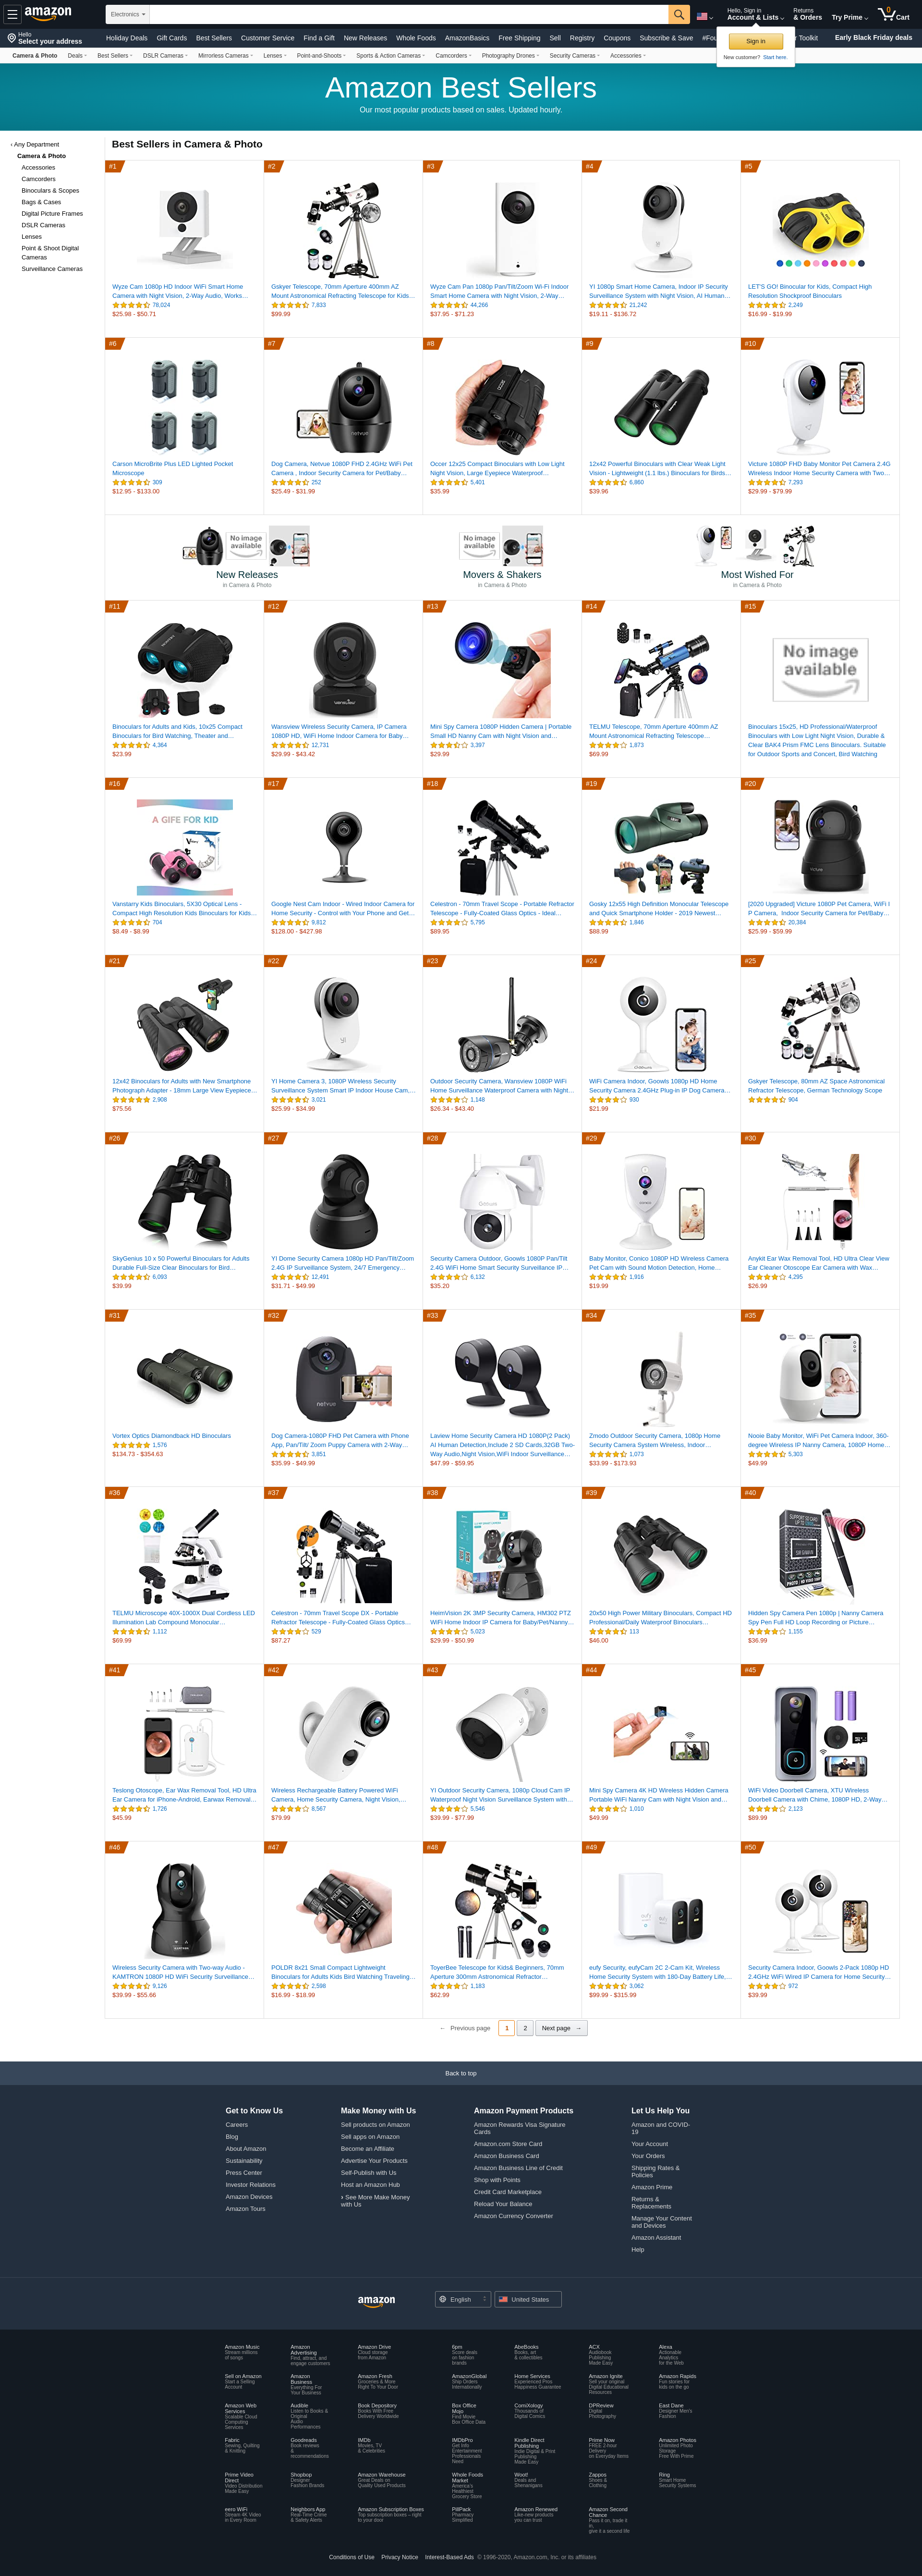 amazon
Electronics
Hello, Sign in
Account & Lists
Returns
& Orders
Try Prime
0
Cart
Hello
Select your address
Holiday Deals
Gift Cards
Best Sellers
Customer Service
Find a Gift
New Releases
Whole Foods
AmazonBasics
Free Shipping
Sell
Registry
Coupons
Subscribe & Save
Toolkit
Early Black Friday deals
Sign in
New customer? Start here.
Camera & Photo
Deals
Best Sellers
DSLR Cameras
Mirrorless Cameras
Lenses
Point-and-Shoots
Sports & Action Cameras
Camcorders
Photography Drones
Security Cameras
Accessories
Amazon Best Sellers
Our most popular products based on sales. Updated hourly.
‹ Any Department
Camera & Photo
Accessories
Camcorders
Binoculars & Scopes
Bags & Cases
Digital Picture Frames
DSLR Cameras
Lenses
Point & Shoot Digital
Cameras
Surveillance Cameras
Best Sellers in Camera & Photo
#1
Wyze Cam 1080p HD Indoor WiFi Smart Home
Camera with Night Vision, 2-Way Audio, Works…
78,024
$25.98 - $50.71
#2
Gskyer Telescope, 70mm Aperture 400mm AZ
Mount Astronomical Refracting Telescope for Kids…
7,833
$99.99
#3
Wyze Cam Pan 1080p Pan/Tilt/Zoom Wi-Fi Indoor
Smart Home Camera with Night Vision, 2-Way…
44,266
$37.95 - $71.23
#4
YI 1080p Smart Home Camera, Indoor IP Security
Surveillance System with Night Vision, AI Human…
21,242
$19.11 - $136.72
#5
LET'S GO! Binocular for Kids, Compact High
Resolution Shockproof Binoculars
2,249
$16.99 - $19.99
#6
Carson MicroBrite Plus LED Lighted Pocket
Microscope
309
$12.95 - $133.00
#7
netvue
Dog Camera, Netvue 1080P FHD 2.4GHz WiFi Pet
Camera , Indoor Security Camera for Pet/Baby…
252
$25.49 - $31.99
#8
Occer 12x25 Compact Binoculars with Low Light
Night Vision, Large Eyepiece Waterproof…
5,401
$35.99
#9
12x42 Powerful Binoculars with Clear Weak Light
Vision - Lightweight (1.1 lbs.) Binoculars for Birds…
6,860
$39.96
#10
Victure 1080P FHD Baby Monitor Pet Camera 2.4G
Wireless Indoor Home Security Camera with Two…
7,293
$29.99 - $79.99
No image
available
New Releases
in Camera & Photo
No image
available
Movers & Shakers
in Camera & Photo
Most Wished For
in Camera & Photo
#11
Binoculars for Adults and Kids, 10x25 Compact
Binoculars for Bird Watching, Theater and…
4,364
$23.99
#12
Wansview Wireless Security Camera, IP Camera
1080P HD, WiFi Home Indoor Camera for Baby…
12,731
$29.99 - $43.42
#13
Mini Spy Camera 1080P Hidden Camera | Portable
Small HD Nanny Cam with Night Vision and…
3,397
$29.99
#14
TELMU Telescope, 70mm Aperture 400mm AZ
Mount Astronomical Refracting Telescope…
1,873
$69.99
#15
No image
available
Binoculars 15x25, HD Professional/Waterproof
Binoculars with Low Light Night Vision, Durable &
Clear BAK4 Prism FMC Lens Binoculars. Suitable
for Outdoor Sports and Concert, Bird Watching
#16
A GIFE FOR KID
Vanstarry Kids Binoculars, 5X30 Optical Lens -
Compact High Resolution Kids Binoculars for Kids…
704
$8.49 - $8.99
#17
Google Nest Cam Indoor - Wired Indoor Camera for
Home Security - Control with Your Phone and Get…
9,812
$128.00 - $427.98
#18
Celestron - 70mm Travel Scope - Portable Refractor
Telescope - Fully-Coated Glass Optics - Ideal…
5,795
$89.95
#19
Gosky 12x55 High Definition Monocular Telescope
and Quick Smartphone Holder - 2019 Newest…
1,846
$88.99
#20
[2020 Upgraded] Victure 1080P Pet Camera, WiFi I
P Camera, Indoor Security Camera for Pet/Baby…
20,384
$25.99 - $59.99
#21
12x42 Binoculars for Adults with New Smartphone
Photograph Adapter - 18mm Large View Eyepiece…
2,908
$75.56
#22
YI Home Camera 3, 1080P Wireless Security
Surveillance System Smart IP Indoor House Cam,…
3,021
$25.99 - $34.99
#23
Outdoor Security Camera, Wansview 1080P WiFi
Home Surveillance Waterproof Camera with Night…
1,148
$26.34 - $43.40
#24
WiFi Camera Indoor, Goowls 1080p HD Home
Security Camera 2.4GHz Plug-in IP Dog Camera…
930
$21.99
#25
Gskyer Telescope, 80mm AZ Space Astronomical
Refractor Telescope, German Technology Scope
904
#26
SkyGenius 10 x 50 Powerful Binoculars for Adults
Durable Full-Size Clear Binoculars for Bird…
6,093
$39.99
#27
YI Dome Security Camera 1080p HD Pan/Tilt/Zoom
2.4G IP Surveillance System, 24/7 Emergency…
12,491
$31.71 - $49.99
#28
Security Camera Outdoor, Goowls 1080P Pan/Tilt
2.4G WiFi Home Smart Security Surveillance IP…
6,132
$35.20
#29
Baby Monitor, Conico 1080P HD Wireless Camera
Pet Cam with Sound Motion Detection, Home…
1,916
$19.99
#30
Anykit Ear Wax Removal Tool, HD Ultra Clear View
Ear Cleaner Otoscope Ear Camera with Wax…
4,295
$26.99
#31
Vortex Optics Diamondback HD Binoculars
1,576
$134.73 - $354.63
#32
netvue
Dog Camera-1080P FHD Pet Camera with Phone
App, Pan/Tilt/ Zoom Puppy Camera with 2-Way…
3,851
$35.99 - $49.99
#33
Laview Home Security Camera HD 1080P(2 Pack)
AI Human Detection,Include 2 SD Cards,32GB Two-
Way Audio,Night Vision,WiFi Indoor Surveillance…
$47.99 - $59.95
#34
Zmodo Outdoor Security Camera, 1080p Home
Security Camera System Wireless, Indoor…
1,073
$33.99 - $173.93
#35
Nooie Baby Monitor, WiFi Pet Camera Indoor, 360-
degree Wireless IP Nanny Camera, 1080P Home…
5,303
$49.99
#36
TELMU Microscope 40X-1000X Dual Cordless LED
Illumination Lab Compound Monocular…
1,112
$69.99
#37
Celestron - 70mm Travel Scope DX - Portable
Refractor Telescope - Fully-Coated Glass Optics…
529
$87.27
#38
HeimVision 2K 3MP Security Camera, HM302 PTZ
WiFi Home Indoor IP Camera for Baby/Pet/Nanny…
5,023
$29.99 - $50.99
#39
20x50 High Power Military Binoculars, Compact HD
Professional/Daily Waterproof Binoculars…
113
$46.00
#40
Hidden Spy Camera Pen 1080p | Nanny Camera
Spy Pen Full HD Loop Recording or Picture…
1,155
$36.99
#41
Teslong Otoscope, Ear Wax Removal Tool, HD Ultra
Ear Camera for iPhone-Android, Earwax Removal…
1,726
$45.99
#42
Wireless Rechargeable Battery Powered WiFi
Camera, Home Security Camera, Night Vision,…
8,567
$79.99
#43
YI Outdoor Security Camera, 1080p Cloud Cam IP
Waterproof Night Vision Surveillance System with…
5,546
$39.99 - $77.99
#44
Mini Spy Camera 4K HD Wireless Hidden Camera
Portable WiFi Nanny Cam with Night Vision and…
1,010
$49.99
#45
WiFi Video Doorbell Camera, XTU Wireless
Doorbell Camera with Chime, 1080P HD, 2-Way…
2,123
$89.99
#46
Wireless Security Camera with Two-way Audio -
KAMTRON 1080P HD WiFi Security Surveillance…
9,126
$39.99 - $55.66
#47
POLDR 8x21 Small Compact Lightweight
Binoculars for Adults Kids Bird Watching Traveling…
2,598
$16.99 - $18.99
#48
ToyerBee Telescope for Kids& Beginners, 70mm
Aperture 300mm Astronomical Refractor…
1,183
$62.99
#49
eufy Security, eufyCam 2C 2-Cam Kit, Wireless
Home Security System with 180-Day Battery Life,…
3,062
$99.99 - $315.99
#50
Security Camera Indoor, Goowls 2-Pack 1080p HD
2.4GHz WiFi Wired IP Camera for Home Security…
972
$39.99
← Previous page
1
2
Next page →
Back to top
Get to Know Us
Careers
Blog
About Amazon
Sustainability
Press Center
Investor Relations
Amazon Devices
Amazon Tours
Make Money with Us
Sell products on Amazon
Sell apps on Amazon
Become an Affiliate
Advertise Your Products
Self-Publish with Us
Host an Amazon Hub
› See More Make Money
with Us
Amazon Payment Products
Amazon Rewards Visa Signature
Cards
Amazon.com Store Card
Amazon Business Card
Amazon Business Line of Credit
Shop with Points
Credit Card Marketplace
Reload Your Balance
Amazon Currency Converter
Let Us Help You
Amazon and COVID-
19
Your Account
Your Orders
Shipping Rates &
Policies
Amazon Prime
Returns &
Replacements
Manage Your Content
and Devices
Amazon Assistant
Help
amazon
English
United States
Amazon Music
Stream millions
of songs
Amazon
Advertising
Find, attract, and
engage customers
Amazon Drive
Cloud storage
from Amazon
6pm
Score deals
on fashion
brands
AbeBooks
Books, art
& collectibles
ACX
Audiobook
Publishing
Made Easy
Alexa
Actionable
Analytics
for the Web
Sell on Amazon
Start a Selling
Account
Amazon
Business
Everything For
Your Business
Amazon Fresh
Groceries & More
Right To Your Door
AmazonGlobal
Ship Orders
Internationally
Home Services
Experienced Pros
Happiness Guarantee
Amazon Ignite
Sell your original
Digital Educational
Resources
Amazon Rapids
Fun stories for
kids on the go
Amazon Web
Services
Scalable Cloud
Computing
Services
Audible
Listen to Books &
Original
Audio
Performances
Book Depository
Books With Free
Delivery Worldwide
Box Office
Mojo
Find Movie
Box Office Data
ComiXology
Thousands of
Digital Comics
DPReview
Digital
Photography
East Dane
Designer Men's
Fashion
Fabric
Sewing, Quilting
& Knitting
Goodreads
Book reviews
&
recommendations
IMDb
Movies, TV
& Celebrities
IMDbPro
Get Info
Entertainment
Professionals
Need
Kindle Direct
Publishing
Indie Digital & Print
Publishing
Made Easy
Prime Now
FREE 2-hour
Delivery
on Everyday Items
Amazon Photos
Unlimited Photo
Storage
Free With Prime
Prime Video
Direct
Video Distribution
Made Easy
Shopbop
Designer
Fashion Brands
Amazon Warehouse
Great Deals on
Quality Used Products
Whole Foods
Market
America's
Healthiest
Grocery Store
Woot!
Deals and
Shenanigans
Zappos
Shoes &
Clothing
Ring
Smart Home
Security Systems
eero WiFi
Stream 4K Video
in Every Room
Neighbors App
Real-Time Crime
& Safety Alerts
Amazon Subscription Boxes
Top subscription boxes – right
to your door
PillPack
Pharmacy
Simplified
Amazon Renewed
Like-new products
you can trust
Amazon Second
Chance
Pass it on, trade it
in,
give it a second life
Conditions of Use
Privacy Notice
Interest-Based Ads
© 1996-2020, Amazon.com, Inc. or its affiliates